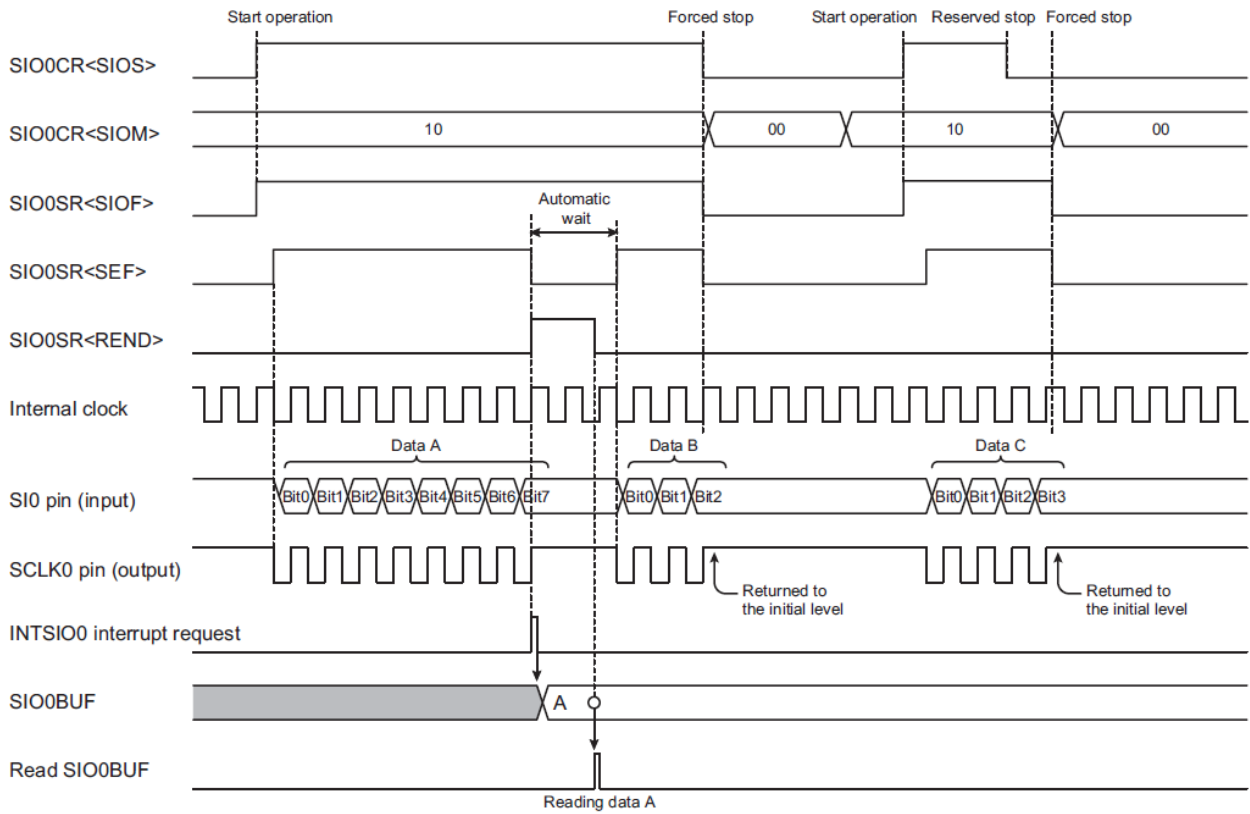 Start operation Forced stop Start operation Reserved stop Forced stop
SIO0CR<SIOS>
SIO0CR<SIOM> 10 00 10 00
SIO0SR<SIOF>
Automatic
wait
SIO0SR<SEF>
SIO0SR<REND>
Internal clock
Data A Data B Data C
SI0 pin (input) Bit0 Bit1 Bit2 Bit3 Bit4 Bit5 Bit6 Bit7 Bit0 Bit1 Bit2 Bit0 Bit1 Bit2 Bit3
SCLK0 pin (output)
Returned to Returned to
the initial level the initial level
INTSIO0 interrupt request
SIO0BUF A
Read SIO0BUF
Reading data A